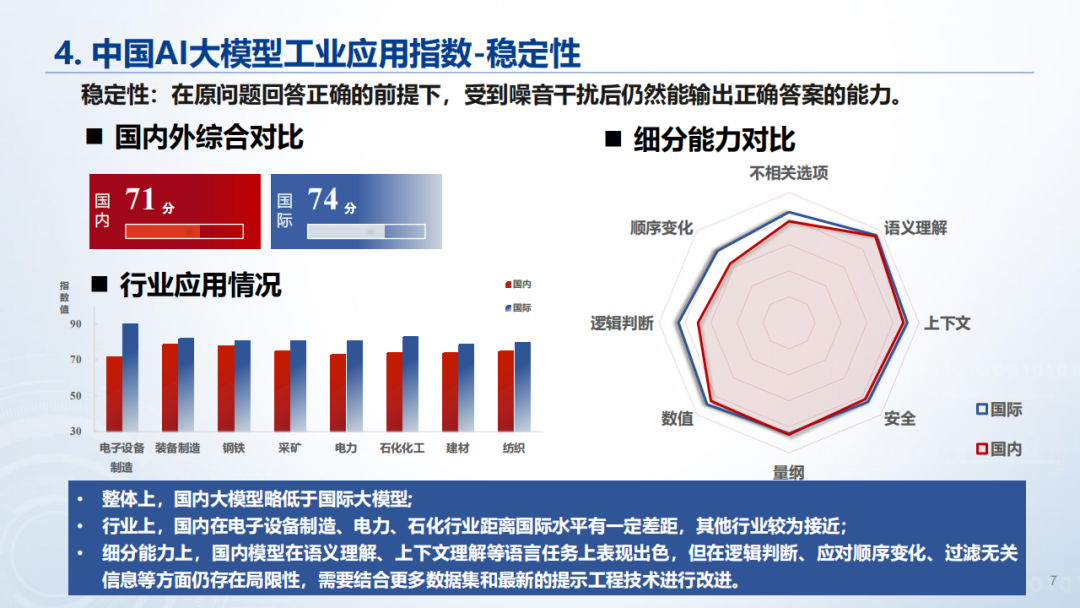 4. 中国AI大模型工业应用指数-稳定性
稳定性：在原问题回答正确的前提下，受到噪音干扰后仍然能输出正确答案的能力。
■ 国内外综合对比
国内
71 分
国际
74 分
■ 行业应用情况
指数值
国内
国际
90
70
50
30
电子设备制造
装备制造
钢铁
采矿
电力
石化化工
建材
纺织
■ 细分能力对比
不相关选项
语义理解
上下文
安全
量纲
数值
逻辑判断
顺序变化
国际
国内
• 整体上，国内大模型略低于国际大模型;
• 行业上，国内在电子设备制造、电力、石化行业距离国际水平有一定差距，其他行业较为接近；
• 细分能力上，国内模型在语义理解、上下文理解等语言任务上表现出色，但在逻辑判断、应对顺序变化、过滤无关
信息等方面仍存在局限性，需要结合更多数据集和最新的提示工程技术进行改进。
7